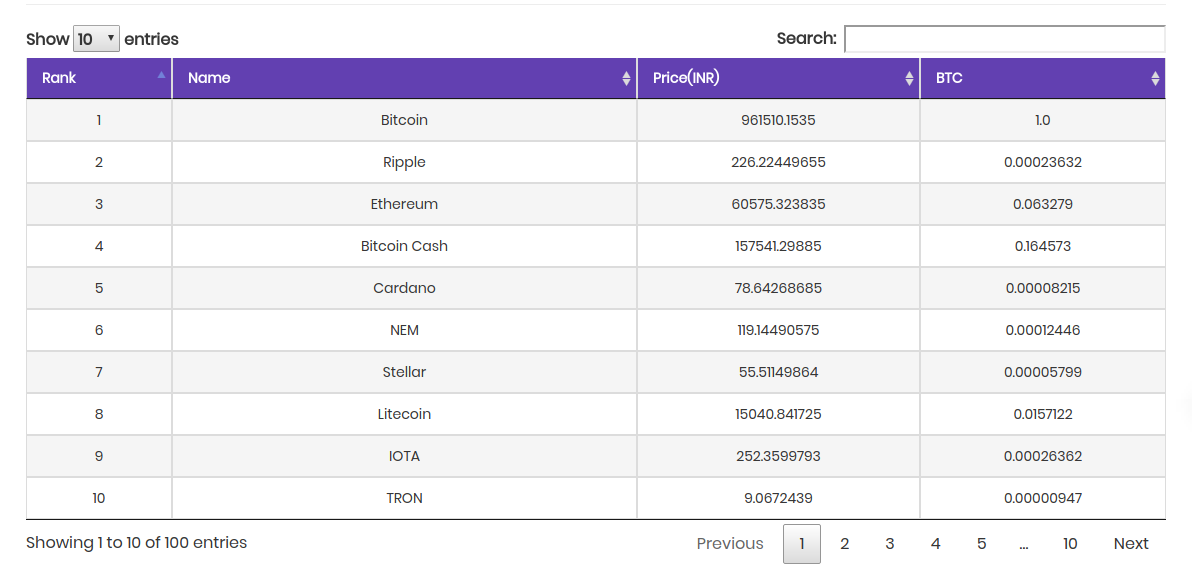 Show 10 entries Search:
Rank Name Price(INR) BTC
1 Bitcoin 961510.1535 1.0
2 Ripple 226.22449655 0.00023632
3 Ethereum 60575.323835 0.063279
4 Bitcoin Cash 157541.29885 0.164573
5 Cardano 78.64268685 0.00008215
6 NEM 119.14490575 0.00012446
7 Stellar 55.51149864 0.00005799
8 Litecoin 15040.841725 0.0157122
9 IOTA 252.3599793 0.00026362
10 TRON 9.0672439 0.00000947
Showing 1 to 10 of 100 entries Previous 1 2 3 4 5 ... 10 Next